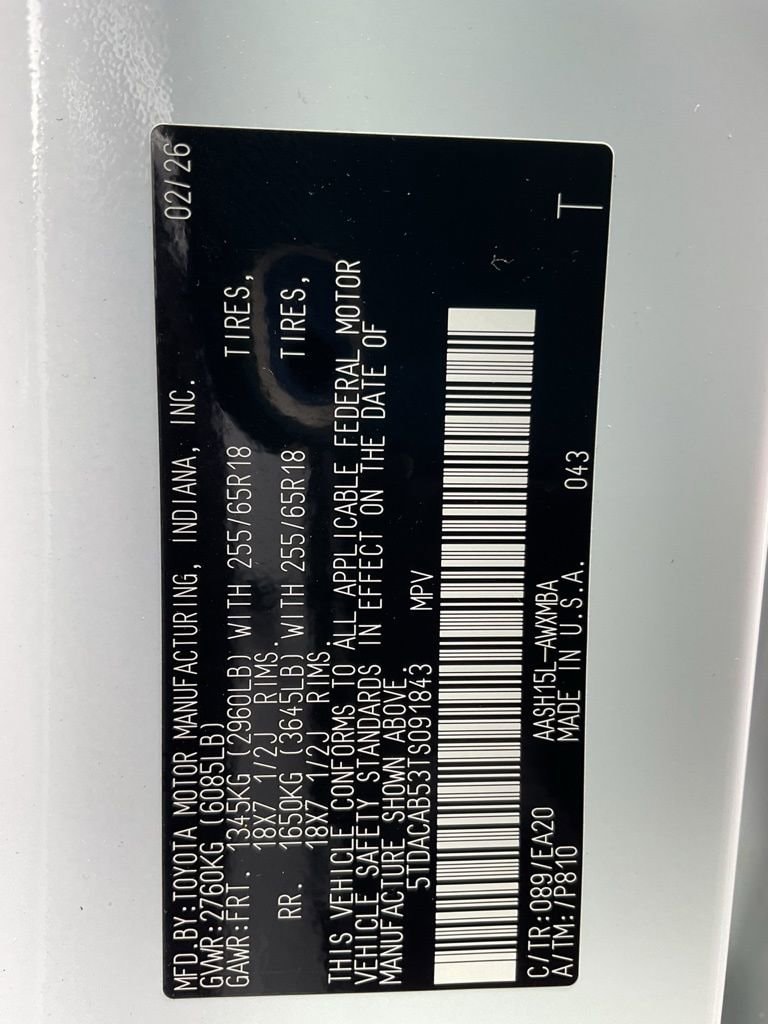 MFD.BY:TOYOTA MOTOR MANUFACTURING, INDIANA, INC. 02/26
GVWR:2760KG (6085LB)
GAWR:FRT. 1345KG (2960LB) WITH 255/65R18 TIRES,
18X7 1/2J RIMS.
RR. 1650KG (3645LB) WITH 255/65R18 TIRES,
18X7 1/2J RIMS.
THIS VEHICLE CONFORMS TO ALL APPLICABLE FEDERAL MOTOR
VEHICLE SAFETY STANDARDS IN EFFECT ON THE DATE OF
MANUFACTURE SHOWN ABOVE.
5TDACAB53TS091843 MPV
C/TR:089/EA20 AASH15L-AWXMBA
A/TM:/P810 MADE IN U.S.A. 043 T